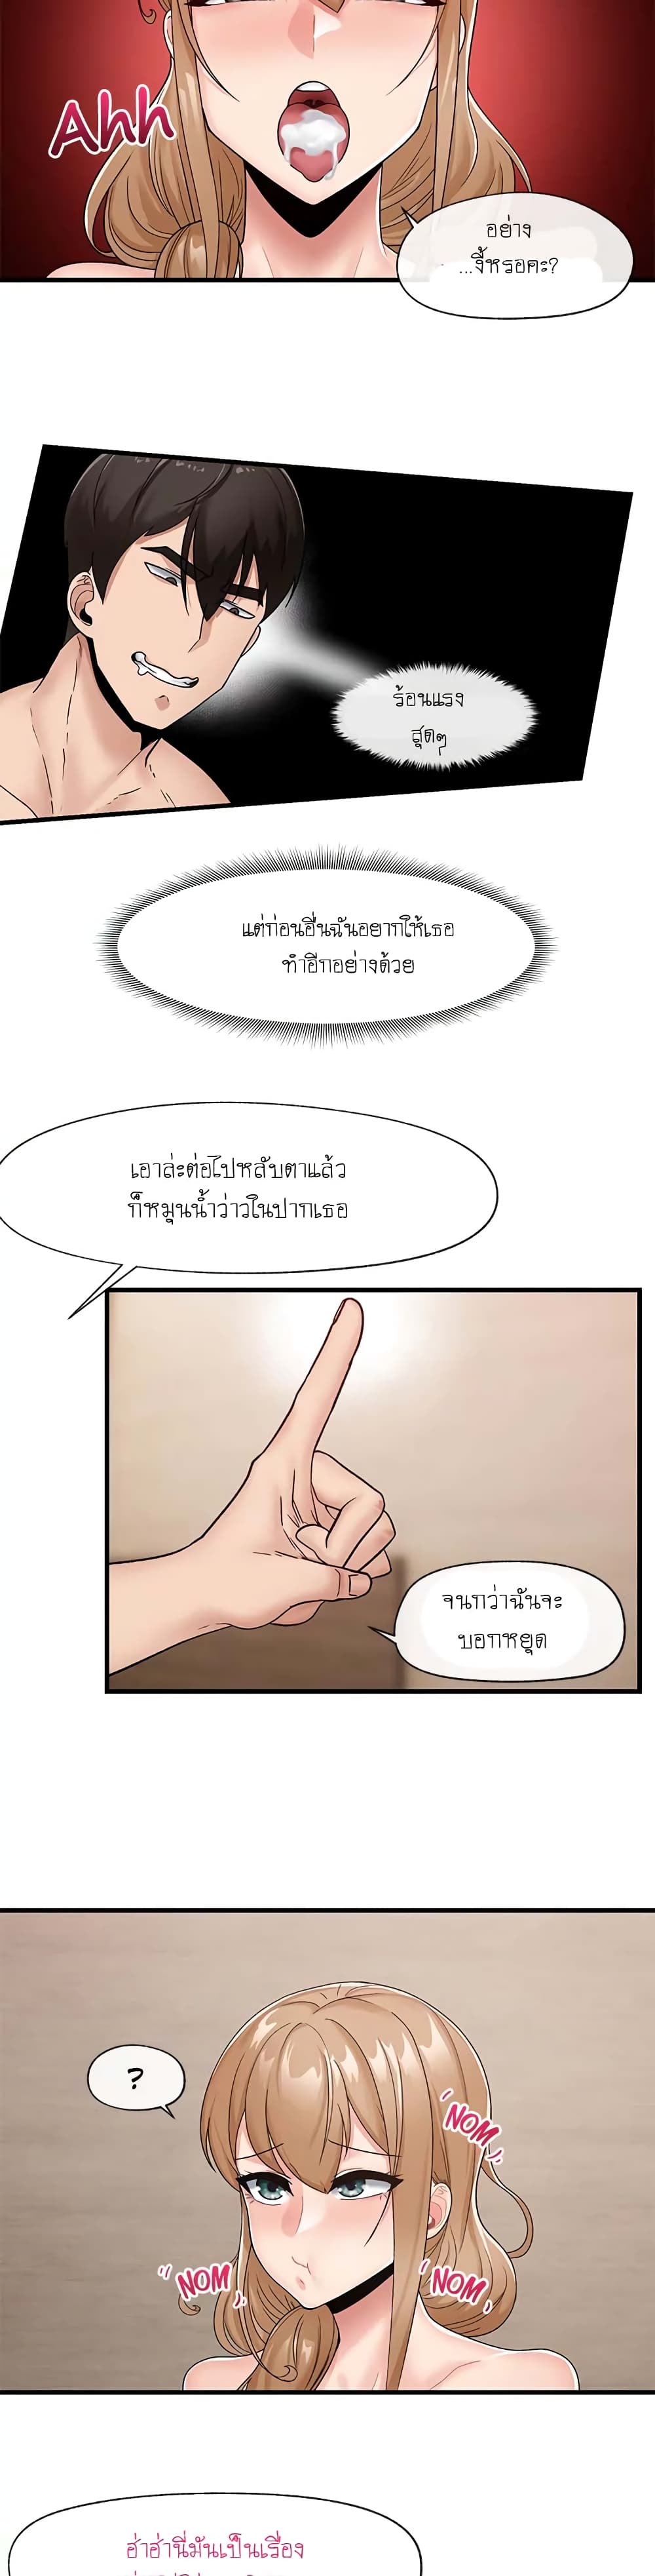 Ahh
อย่าง
...งี้หรอคะ?
ร้อนแรง
สุดๆ
แต่ก่อนอื่นฉันอยากให้เธอ
ทำอีกอย่างด้วย
เอาล่ะต่อไปหลับตาแล้ว
ก็หมุนน้ำว่าวในปากเธอ
จนกว่าฉันจะ
บอกหยุด
?
NOM
NOM
NOM
ฮ่าฮ่านี่มันเป็นเรื่อง